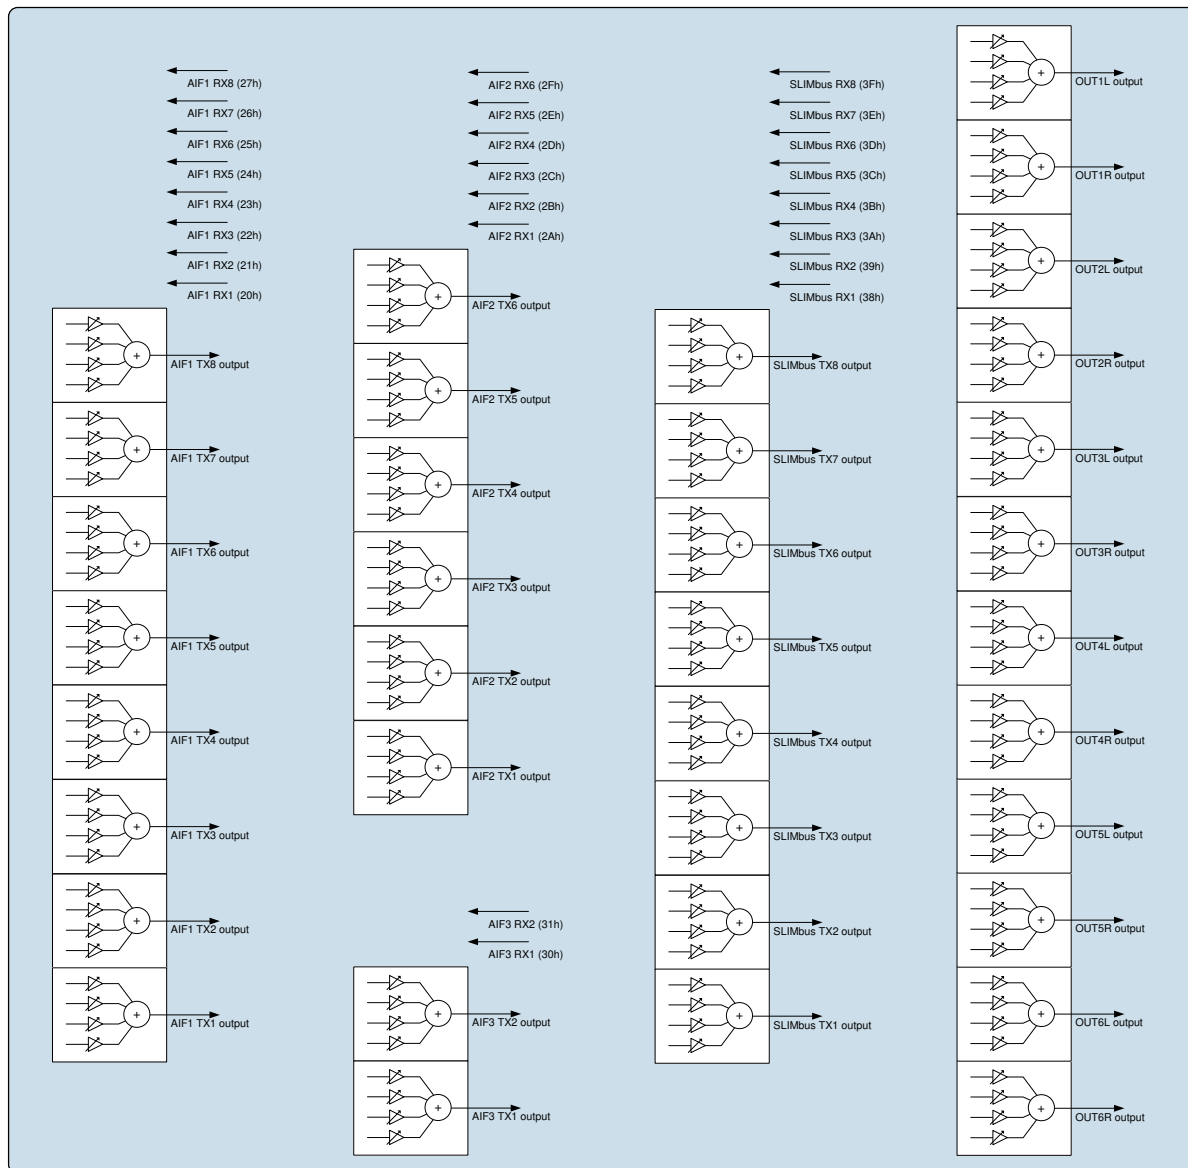 AIF1 RX8 (27h)
AIF1 RX7 (26h)
AIF1 RX6 (25h)
AIF1 RX5 (24h)
AIF1 RX4 (23h)
AIF1 RX3 (22h)
AIF1 RX2 (21h)
AIF1 RX1 (20h)
+
AIF1 TX8 output
+
AIF1 TX7 output
+
AIF1 TX6 output
+
AIF1 TX5 output
+
AIF1 TX4 output
+
AIF1 TX3 output
+
AIF1 TX2 output
+
AIF1 TX1 output
AIF2 RX6 (2Fh)
AIF2 RX5 (2Eh)
AIF2 RX4 (2Dh)
AIF2 RX3 (2Ch)
AIF2 RX2 (2Bh)
AIF2 RX1 (2Ah)
+
AIF2 TX6 output
+
AIF2 TX5 output
+
AIF2 TX4 output
+
AIF2 TX3 output
+
AIF2 TX2 output
+
AIF2 TX1 output
AIF3 RX2 (31h)
AIF3 RX1 (30h)
+
AIF3 TX2 output
+
AIF3 TX1 output
SLIMbus RX8 (3Fh)
SLIMbus RX7 (3Eh)
SLIMbus RX6 (3Dh)
SLIMbus RX5 (3Ch)
SLIMbus RX4 (3Bh)
SLIMbus RX3 (3Ah)
SLIMbus RX2 (39h)
SLIMbus RX1 (38h)
+
SLIMbus TX8 output
+
SLIMbus TX7 output
+
SLIMbus TX6 output
+
SLIMbus TX5 output
+
SLIMbus TX4 output
+
SLIMbus TX3 output
+
SLIMbus TX2 output
+
SLIMbus TX1 output
+
OUT1L output
+
OUT1R output
+
OUT2L output
+
OUT2R output
+
OUT3L output
+
OUT3R output
+
OUT4L output
+
OUT4R output
+
OUT5L output
+
OUT5R output
+
OUT6L output
+
OUT6R output